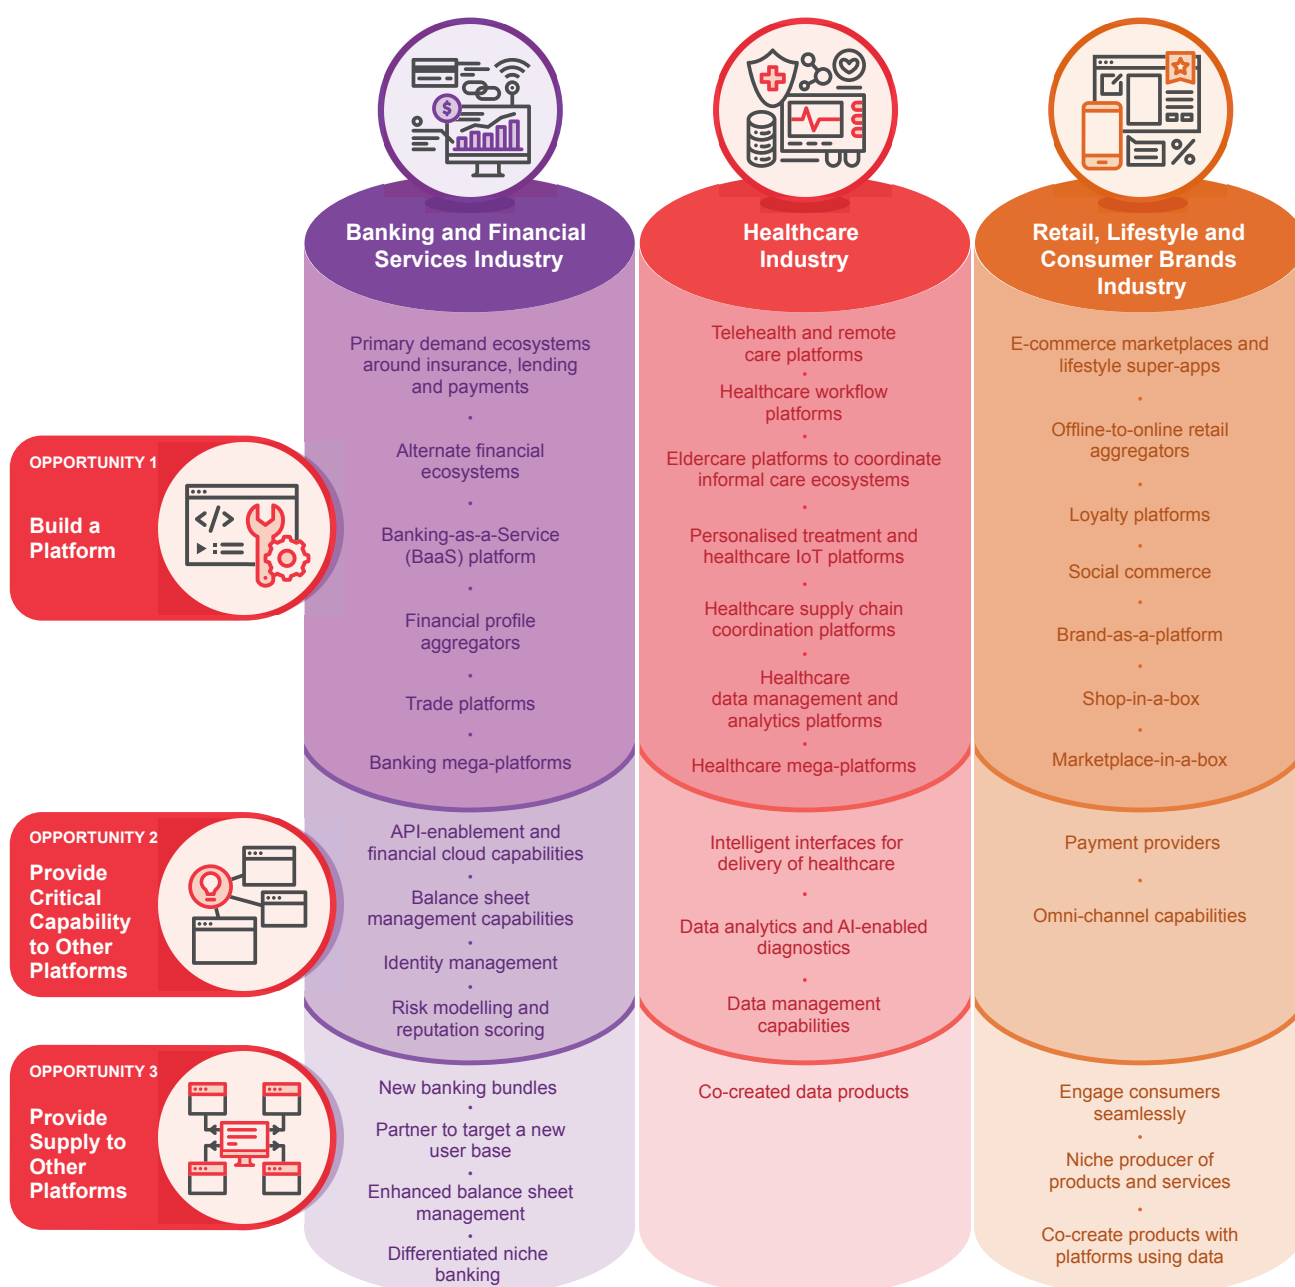 Banking and Financial
Services Industry
Healthcare
Industry
Retail, Lifestyle and
Consumer Brands
Industry
OPPORTUNITY 1
Build a
Platform
</>
$
%
Primary demand ecosystems
around insurance, lending
and payments
Alternate financial
ecosystems
Banking-as-a-Service
(BaaS) platform
Financial profile
aggregators
Trade platforms
Banking mega-platforms
Telehealth and remote
care platforms
Healthcare workflow
platforms
Eldercare platforms to coordinate
informal care ecosystems
Personalised treatment and
healthcare IoT platforms
Healthcare supply chain
coordination platforms
Healthcare
data management and
analytics platforms
Healthcare mega-platforms
E-commerce marketplaces and
lifestyle super-apps
Offline-to-online retail
aggregators
Loyalty platforms
Social commerce
Brand-as-a-platform
Shop-in-a-box
Marketplace-in-a-box
OPPORTUNITY 2
Provide
Critical
Capability
to Other
Platforms
API-enablement and
financial cloud capabilities
Balance sheet
management capabilities
Identity management
Risk modelling and
reputation scoring
Intelligent interfaces for
delivery of healthcare
Data analytics and AI-enabled
diagnostics
Data management
capabilities
Payment providers
Omni-channel capabilities
OPPORTUNITY 3
Provide
Supply to
Other
Platforms
New banking bundles
Partner to target a new
user base
Enhanced balance sheet
management
Differentiated niche
banking
Co-created data products
Engage consumers
seamlessly
Niche producer of
products and services
Co-create products with
platforms using data